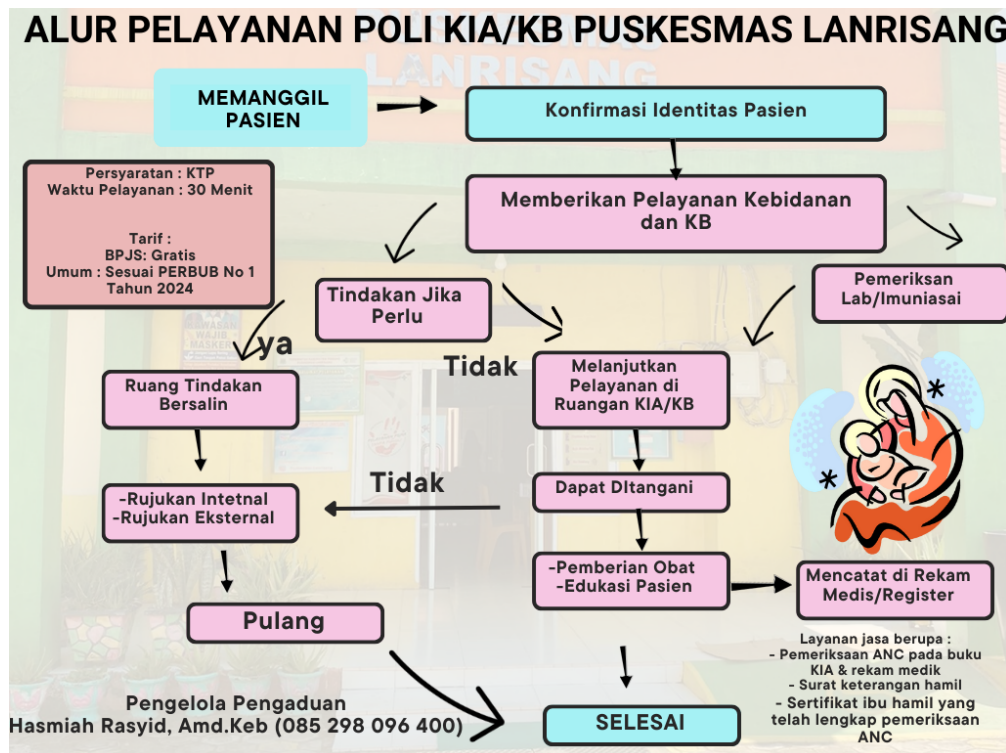 ALUR PELAYANAN POLI KIA/KB PUSKESMAS LANRISANG
PUSKESMAS
LANRISANG
MEMANGGIL
PASIEN
Konfirmasi Identitas Pasien
Persyaratan : KTP
Waktu Pelayanan : 30 Menit
Tarif :
BPJS: Gratis
Umum : Sesuai PERBUB No 1
Tahun 2024
Memberikan Pelayanan Kebidanan
dan KB
Tindakan Jika
Perlu
Pemeriksan
Lab/Imuniasai
KAWASAN
WAJIB
MASKER
ya
Tidak
Ruang Tindakan
Bersalin
Melanjutkan
Pelayanan di
Ruangan KIA/KB
Tidak
-Rujukan Intetnal
-Rujukan Eksternal
Dapat DItangani
-Pemberian Obat
-Edukasi Pasien
Mencatat di Rekam
Medis/Register
Pulang
Layanan jasa berupa :
- Pemeriksaan ANC pada buku
KIA & rekam medik
- Surat keterangan hamil
- Sertifikat ibu hamil yang
telah lengkap pemeriksaan
ANC
Pengelola Pengaduan
Hasmiah Rasyid, Amd.Keb (085 298 096 400)
SELESAI